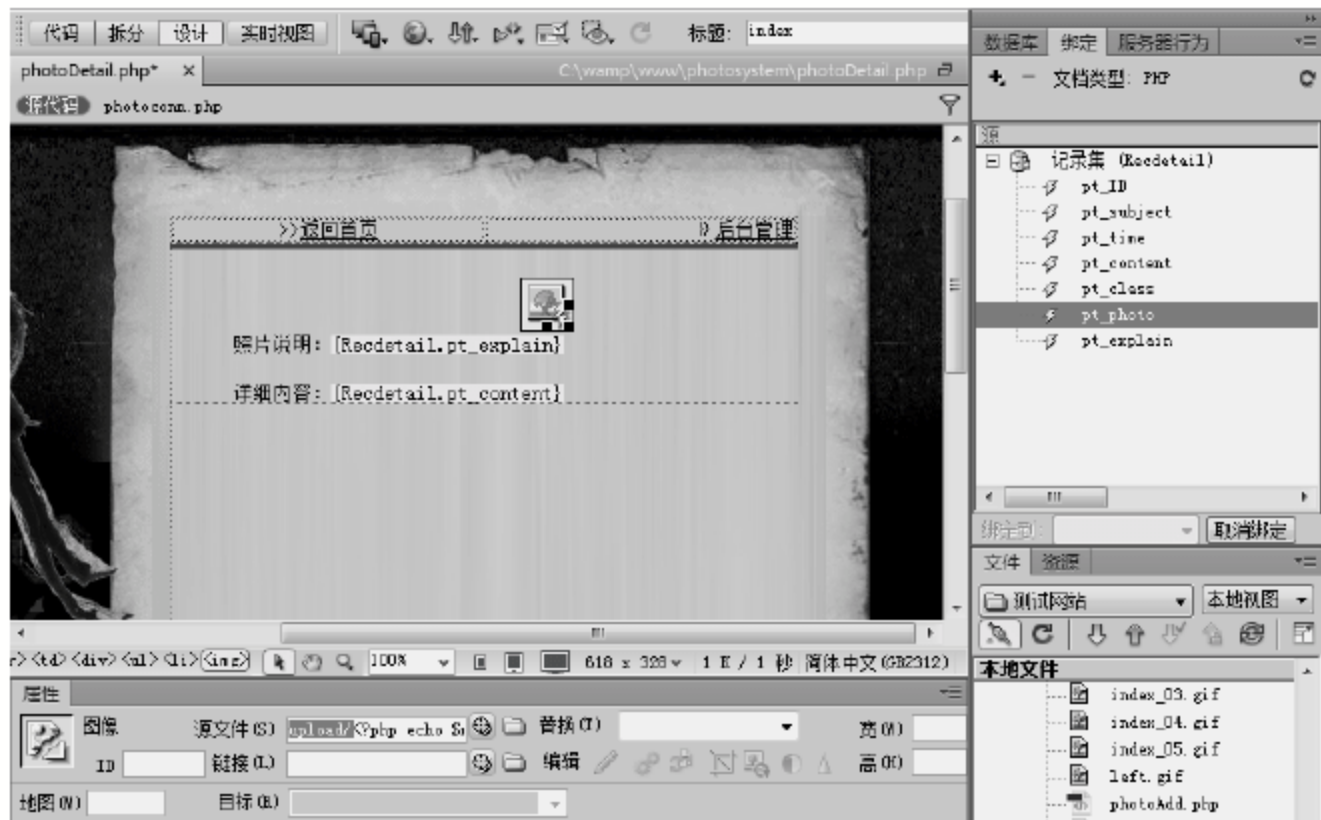 代码 拆分 设计 实时视图 标题: index
photoDetail.php* × C:\wamp\www\photosystem\photoDetail.php
源代码 photoconn.php
>>返回首页 后台管理
照片说明: {Recdetail.pt_explain}
详细内容: {Recdetail.pt_content}
<td> <div> <ul> <li> <img> 100% 618 x 328 1 K / 1 秒 简体中文(GB2312)
属性
图像 源文件(S) upload/<?php echo $ 替换(T) 宽(W)
ID 链接(L) 编辑 高(H)
地图(M) 目标(R)
数据库 绑定 服务器行为
文档类型: PHP
源
记录集 (Recdetail)
pt_ID
pt_subject
pt_time
pt_content
pt_class
pt_photo
pt_explain
绑定到: 取消绑定
文件 资源
测试网站 本地视图
本地文件
index_03.gif
index_04.gif
index_05.gif
left.gif
photoAdd.php